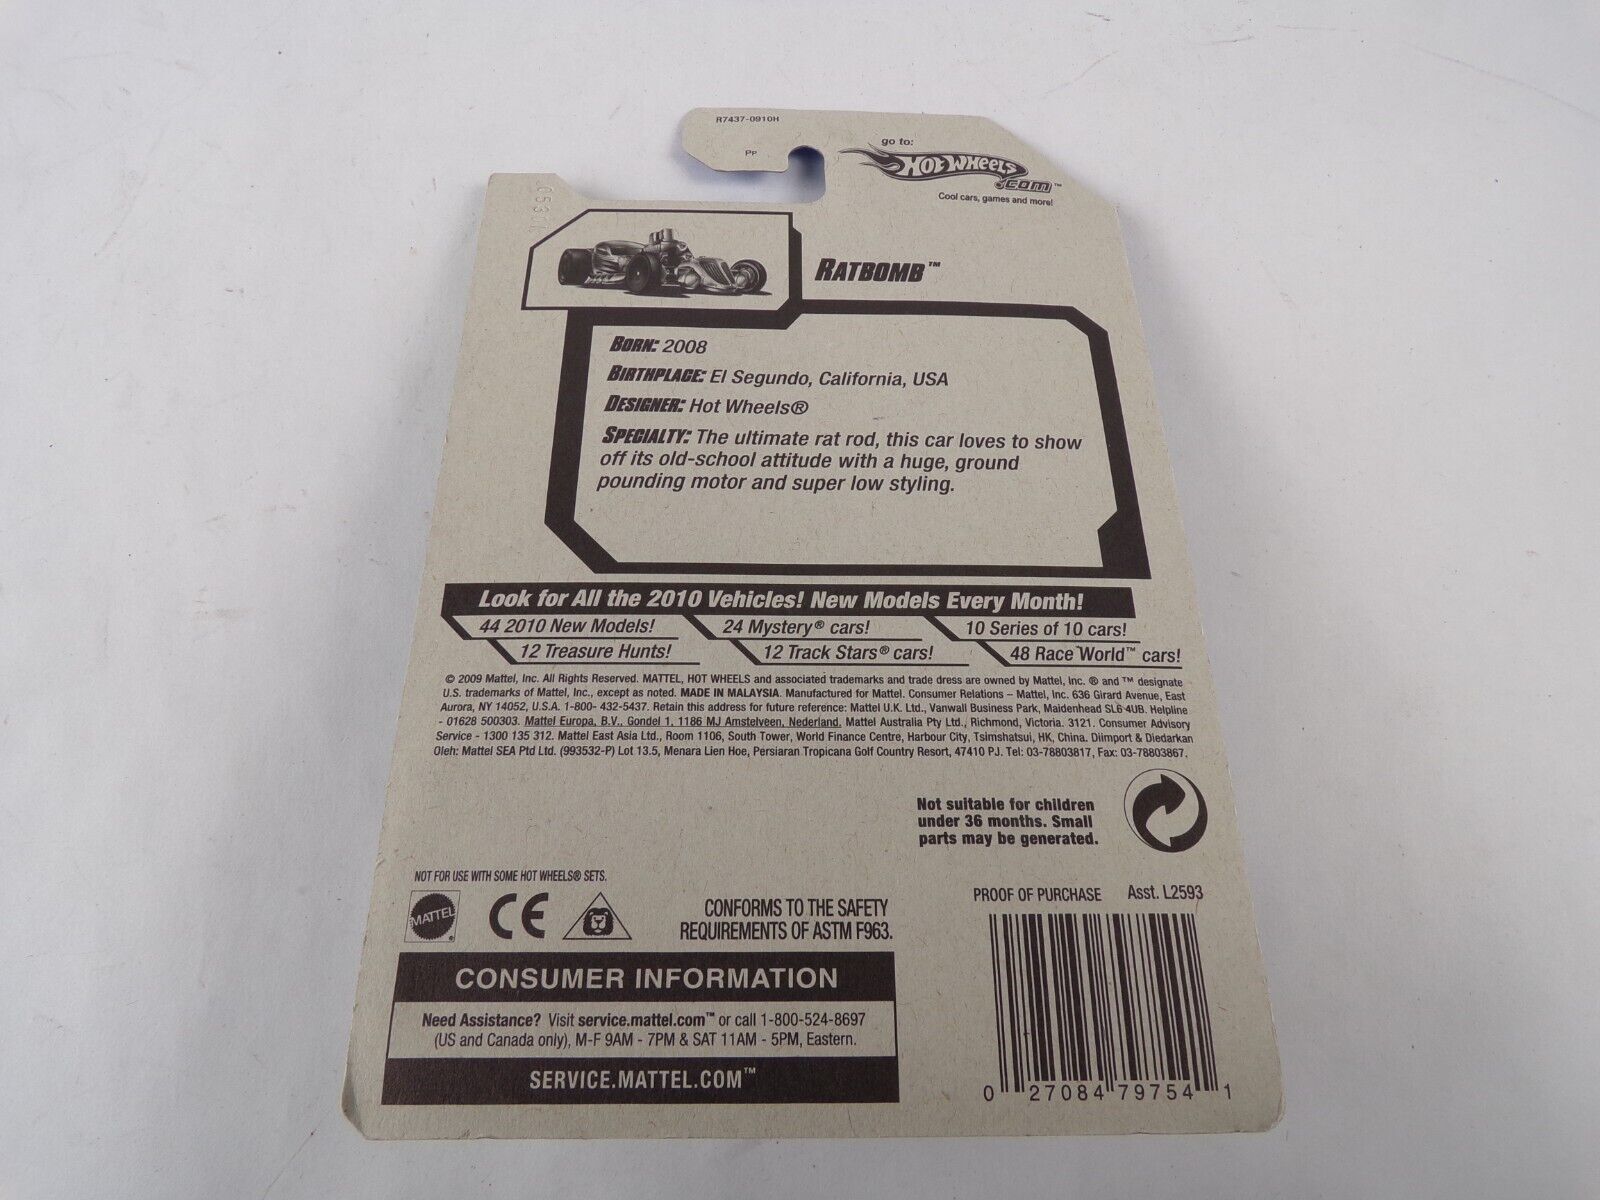 R7437-0910H
PP
go to:
HOT WHEELS
.COM™
Cool cars, games and more!
RATBOMB™
BORN: 2008
BIRTHPLACE: El Segundo, California, USA
DESIGNER: Hot Wheels®
SPECIALTY: The ultimate rat rod, this car loves to show
off its old-school attitude with a huge, ground
pounding motor and super low styling.
Look for All the 2010 Vehicles! New Models Every Month!
44 2010 New Models! 24 Mystery® cars! 10 Series of 10 cars!
12 Treasure Hunts! 12 Track Stars® cars! 48 Race World™ cars!
© 2009 Mattel, Inc. All Rights Reserved. MATTEL, HOT WHEELS and associated trademarks and trade dress are owned by Mattel, Inc. ® and ™ designate
U.S. trademarks of Mattel, Inc., except as noted. MADE IN MALAYSIA. Manufactured for Mattel. Consumer Relations – Mattel, Inc. 636 Girard Avenue, East
Aurora, NY 14052, U.S.A. 1-800- 432-5437. Retain this address for future reference: Mattel U.K. Ltd., Vanwall Business Park, Maidenhead SL6 4UB. Helpline
- 01628 500303. Mattel Europa, B.V., Gondel 1, 1186 MJ Amstelveen, Nederland. Mattel Australia Pty Ltd., Richmond, Victoria. 3121. Consumer Advisory
Service - 1300 135 312. Mattel East Asia Ltd., Room 1106, South Tower, World Finance Centre, Harbour City, Tsimshatsui, HK, China. Diimport & Diedarkan
Oleh: Mattel SEA Ptd Ltd. (993532-P) Lot 13.5, Menara Lien Hoe, Persiaran Tropicana Golf Country Resort, 47410 PJ. Tel: 03-78803817, Fax: 03-78803867.
Not suitable for children
under 36 months. Small
parts may be generated.
NOT FOR USE WITH SOME HOT WHEELS® SETS.
MATTEL®
CE
CONFORMS TO THE SAFETY
REQUIREMENTS OF ASTM F963.
PROOF OF PURCHASE Asst. L2593
CONSUMER INFORMATION
Need Assistance? Visit service.mattel.com™ or call 1-800-524-8697
(US and Canada only), M-F 9AM - 7PM & SAT 11AM - 5PM, Eastern.
SERVICE.MATTEL.COM™
0 27084 79754 1